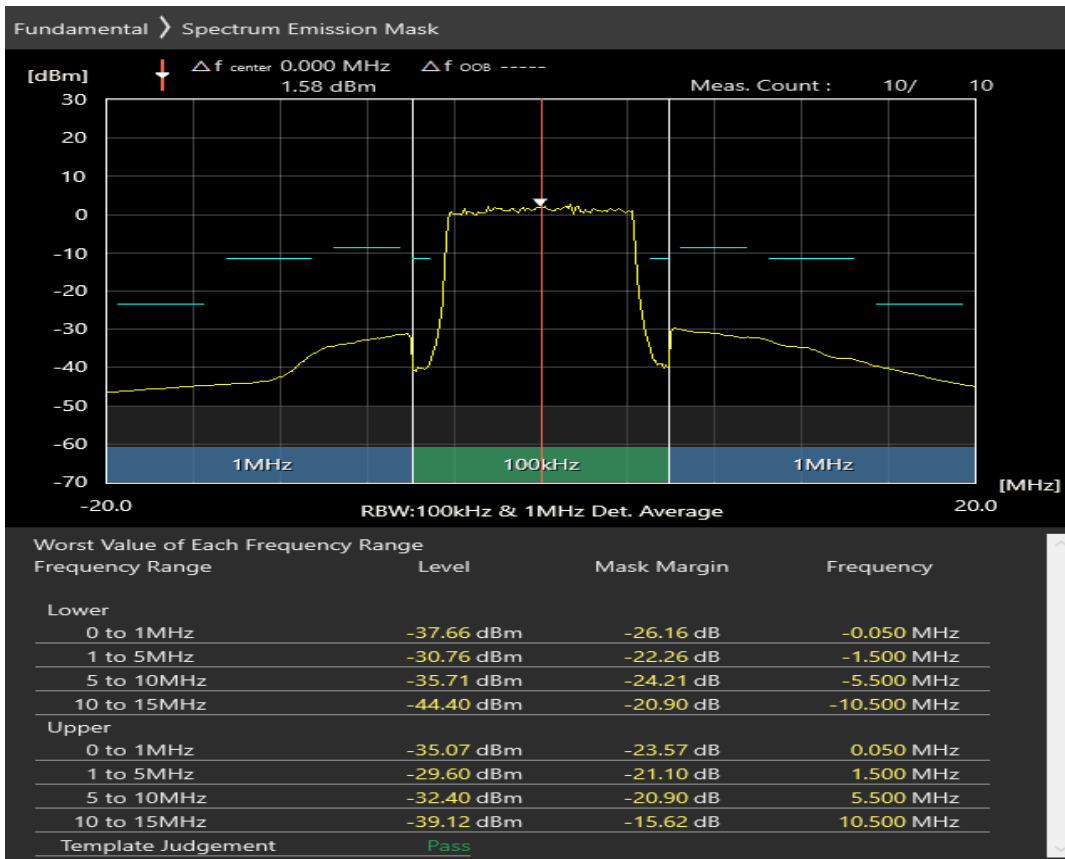 Fundamental ❯ Spectrum Emission Mask
[dBm] △f center 0.000 MHz △f OOB -----
1.58 dBm Meas. Count : 10/ 10
30
20
10
0
-10
-20
-30
-40
-50
-60
1MHz 100kHz 1MHz
-70
[MHz]
-20.0 RBW:100kHz & 1MHz Det. Average 20.0
Worst Value of Each Frequency Range
Frequency Range Level Mask Margin Frequency
Lower
0 to 1MHz -37.66 dBm -26.16 dB -0.050 MHz
1 to 5MHz -30.76 dBm -22.26 dB -1.500 MHz
5 to 10MHz -35.71 dBm -24.21 dB -5.500 MHz
10 to 15MHz -44.40 dBm -20.90 dB -10.500 MHz
Upper
0 to 1MHz -35.07 dBm -23.57 dB 0.050 MHz
1 to 5MHz -29.60 dBm -21.10 dB 1.500 MHz
5 to 10MHz -32.40 dBm -20.90 dB 5.500 MHz
10 to 15MHz -39.12 dBm -15.62 dB 10.500 MHz
Template Judgement Pass